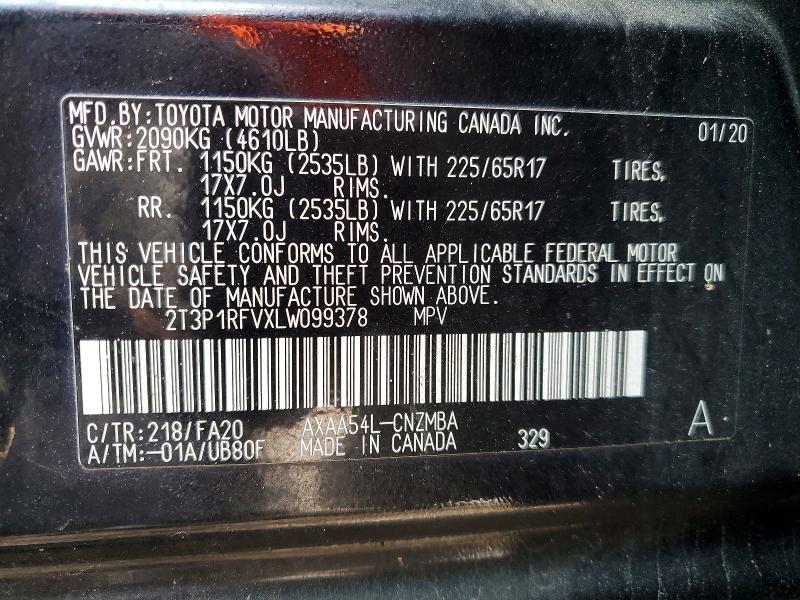 MFD.BY:TOYOTA MOTOR MANUFACTURING CANADA INC. 01/20
GVWR:2090KG (4610LB)
GAWR:FRT. 1150KG (2535LB) WITH 225/65R17 TIRES,
17X7.0J RIMS.
RR. 1150KG (2535LB) WITH 225/65R17 TIRES,
17X7.0J RIMS.
THIS VEHICLE CONFORMS TO ALL APPLICABLE FEDERAL MOTOR
VEHICLE SAFETY AND THEFT PREVENTION STANDARDS IN EFFECT ON
THE DATE OF MANUFACTURE SHOWN ABOVE.
2T3P1RFVXLW099378 MPV
C/TR:218/FA20 AXAA54L-CNZMBA
A/TM:-01A/UB80F MADE IN CANADA 329 A